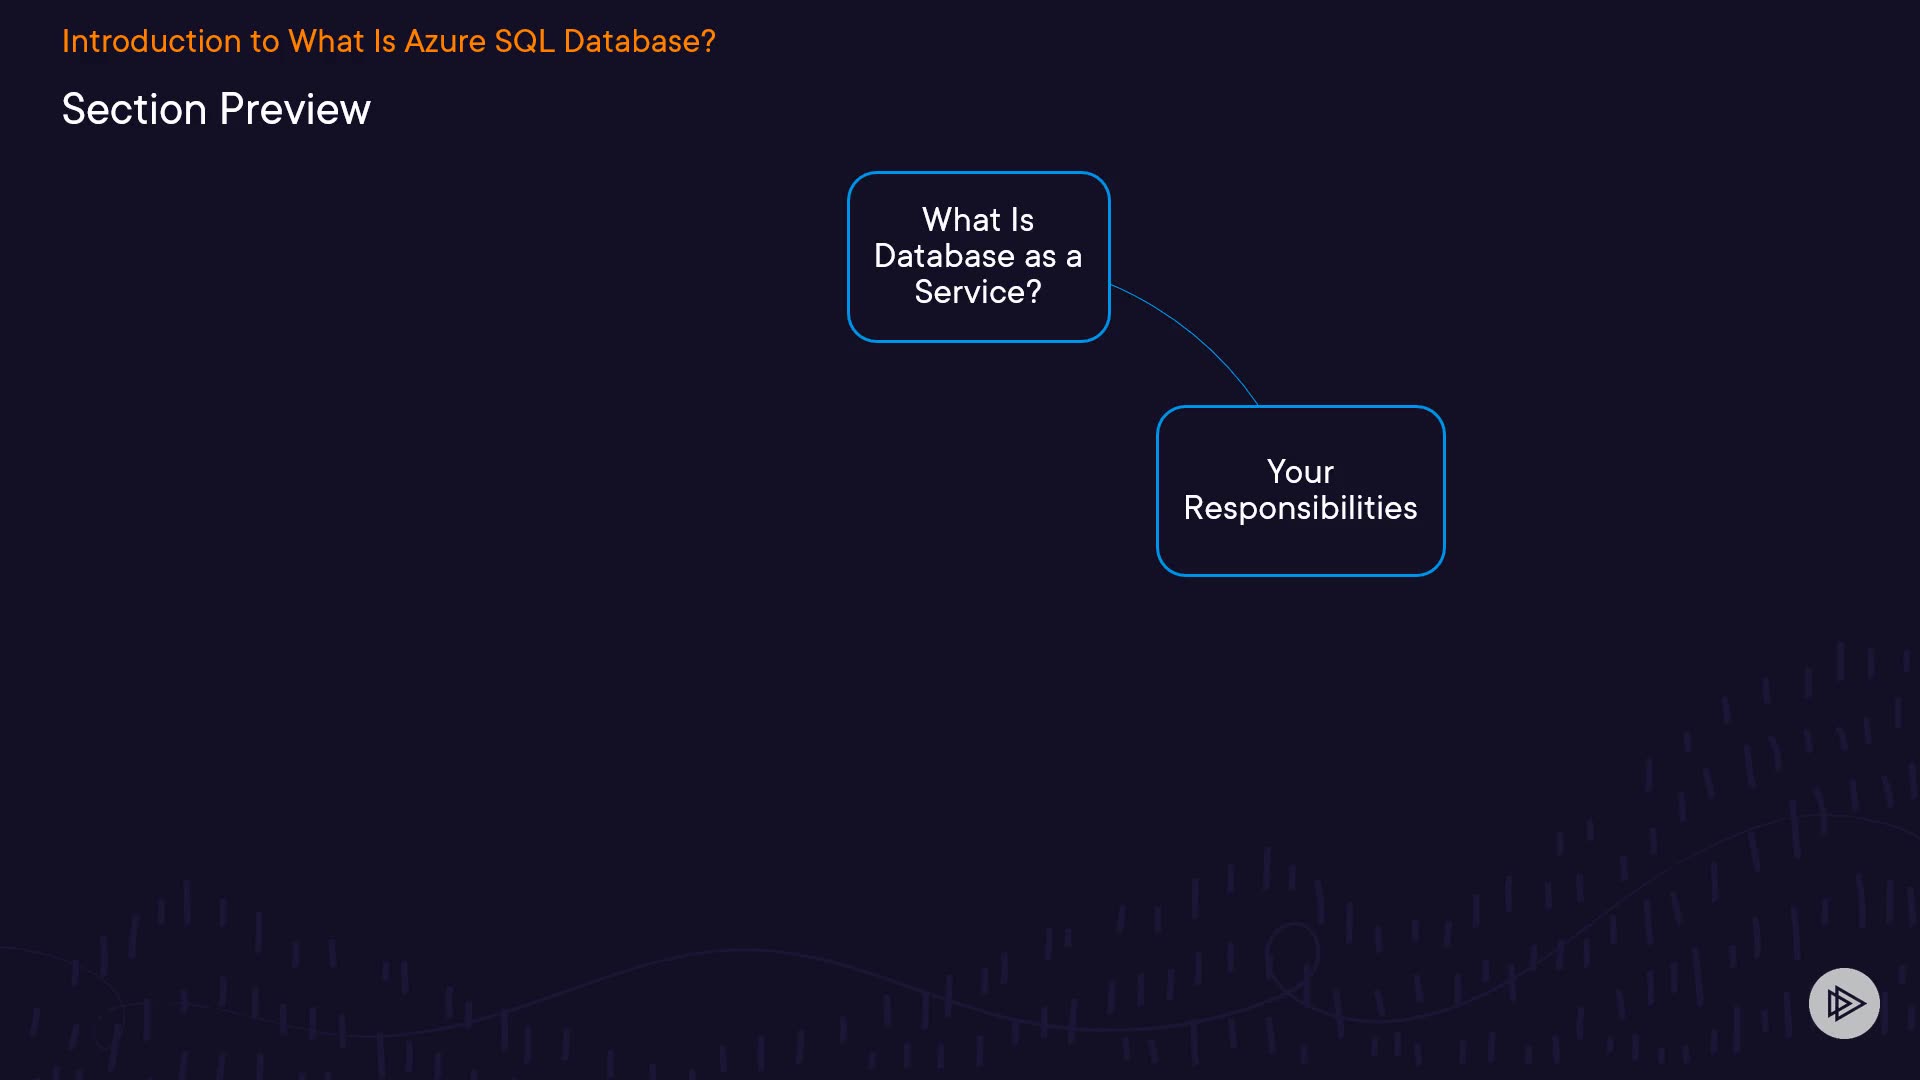 Introduction to What Is Azure SQL Database?
Section Preview
What Is
Database as a
Service?
Your
Responsibilities